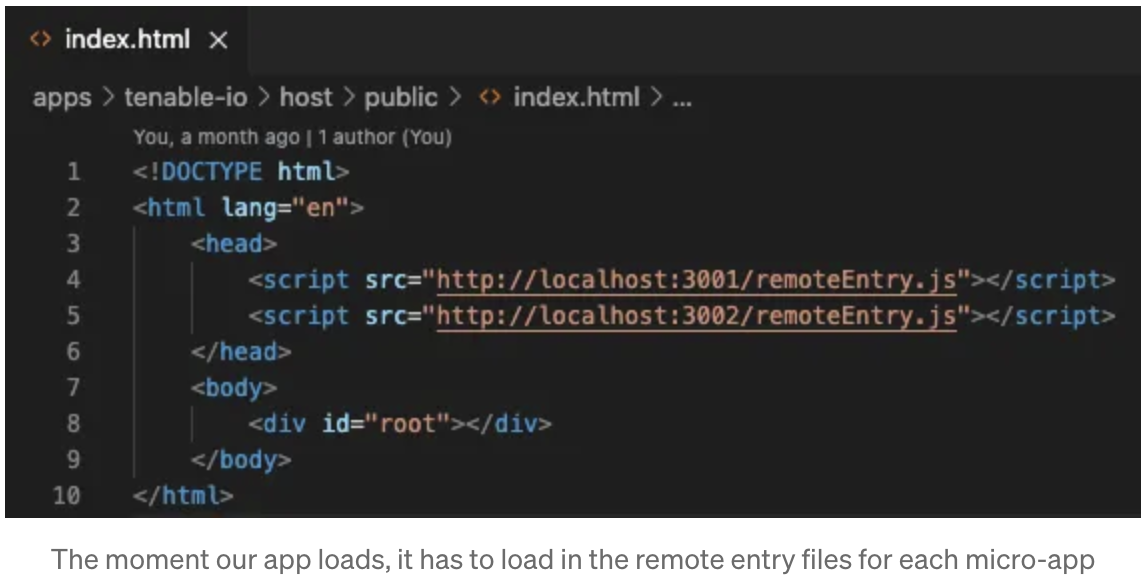 index.html
apps > tenable-io > host > public > <> index.html > ...
You, a month ago | 1 author (You)
1 <!DOCTYPE html>
2 <html lang="en">
3 <head>
4 <script src="http://localhost:3001/remoteEntry.js"></script>
5 <script src="http://localhost:3002/remoteEntry.js"></script>
6 </head>
7 <body>
8 <div id="root"></div>
9 </body>
10 </html>
The moment our app loads, it has to load in the remote entry files for each micro-app